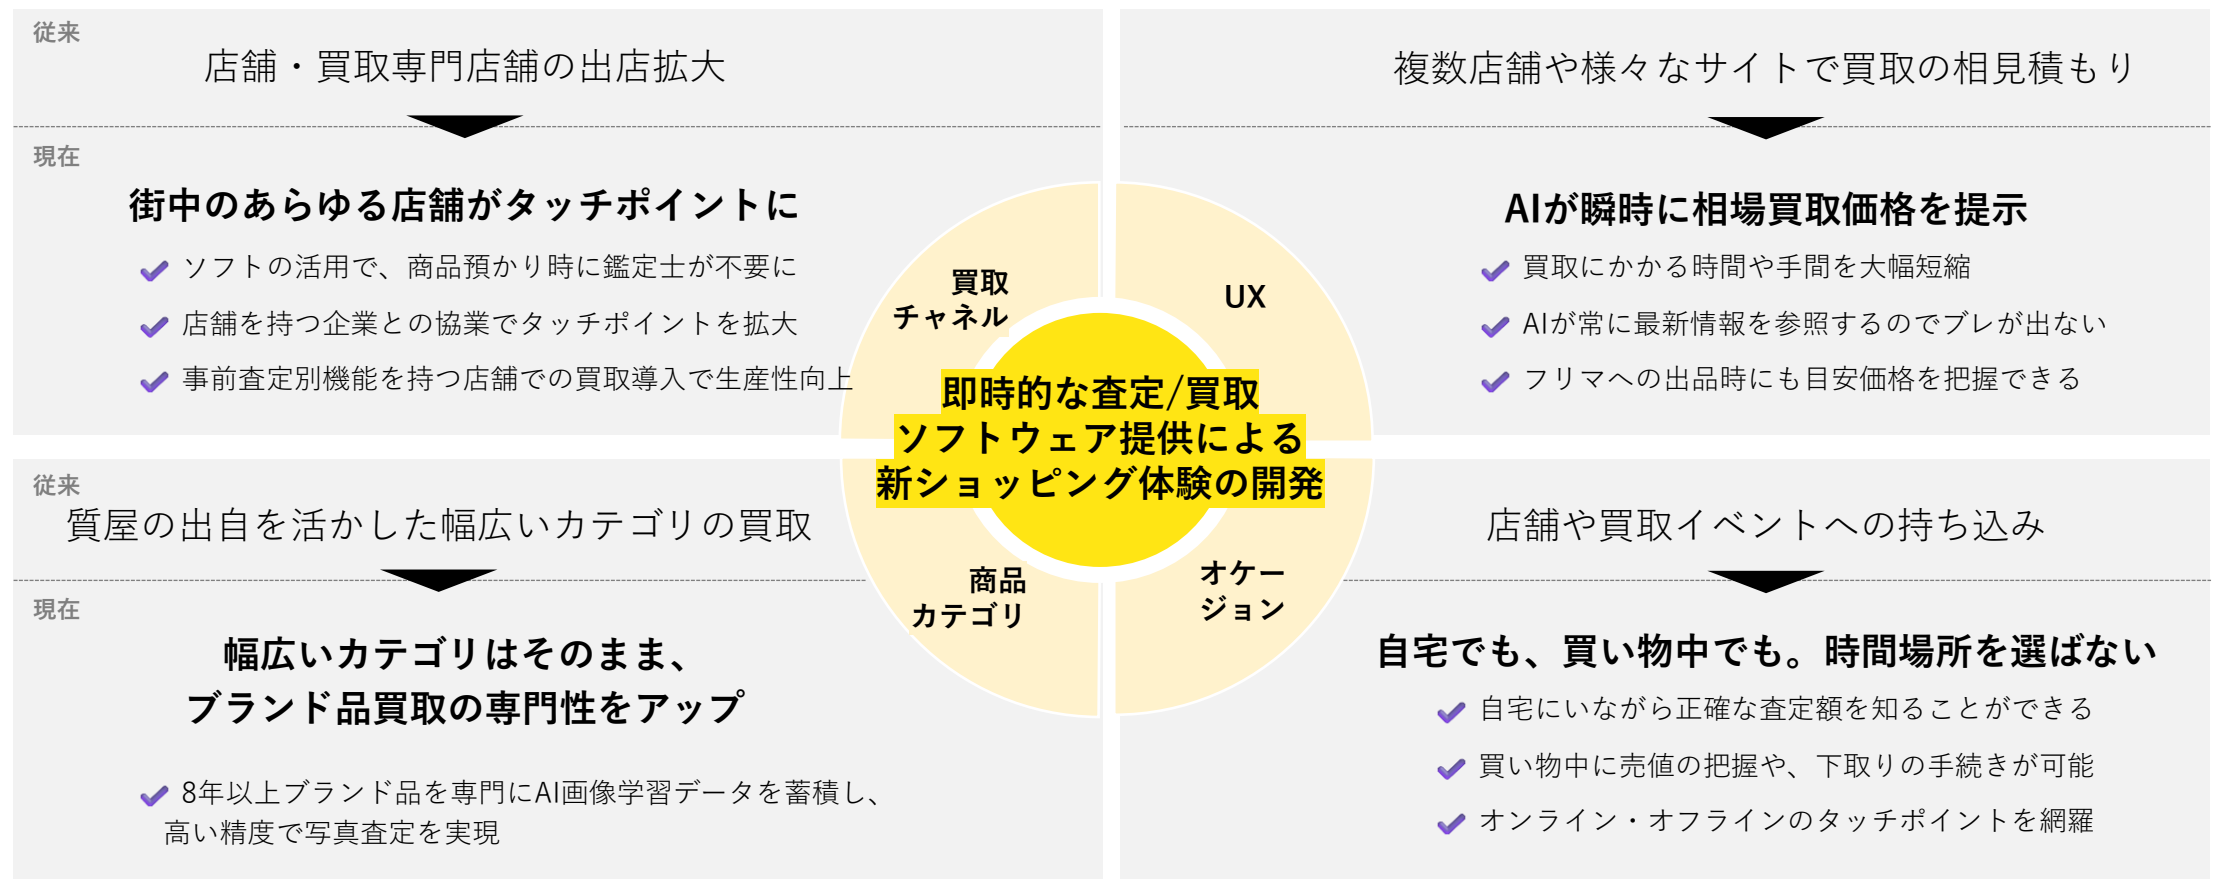 従来
店舗・買取専門店舗の出店拡大
現在
街中のあらゆる店舗がタッチポイントに
ソフトの活用で、商品預かり時に鑑定士が不要に
店舗を持つ企業との協業でタッチポイントを拡大
事前査定別機能を持つ店舗での買取導入で生産性向上
複数店舗や様々なサイトで買取の相見積もり
AIが瞬時に相場買取価格を提示
買取にかかる時間や手間を大幅短縮
AIが常に最新情報を参照するのでブレが出ない
フリマへの出品時にも目安価格を把握できる
買取
チャネル
UX
即時的な査定/買取
ソフトウェア提供による
新ショッピング体験の開発
商品
カテゴリ
オケー
ジョン
従来
質屋の出自を活かした幅広いカテゴリの買取
現在
幅広いカテゴリはそのまま、
ブランド品買取の専門性をアップ
8年以上ブランド品を専門にAI画像学習データを蓄積し、
高い精度で写真査定を実現
店舗や買取イベントへの持ち込み
自宅でも、買い物中でも。時間場所を選ばない
自宅にいながら正確な査定額を知ることができる
買い物中に売値の把握や、下取りの手続きが可能
オンライン・オフラインのタッチポイントを網羅